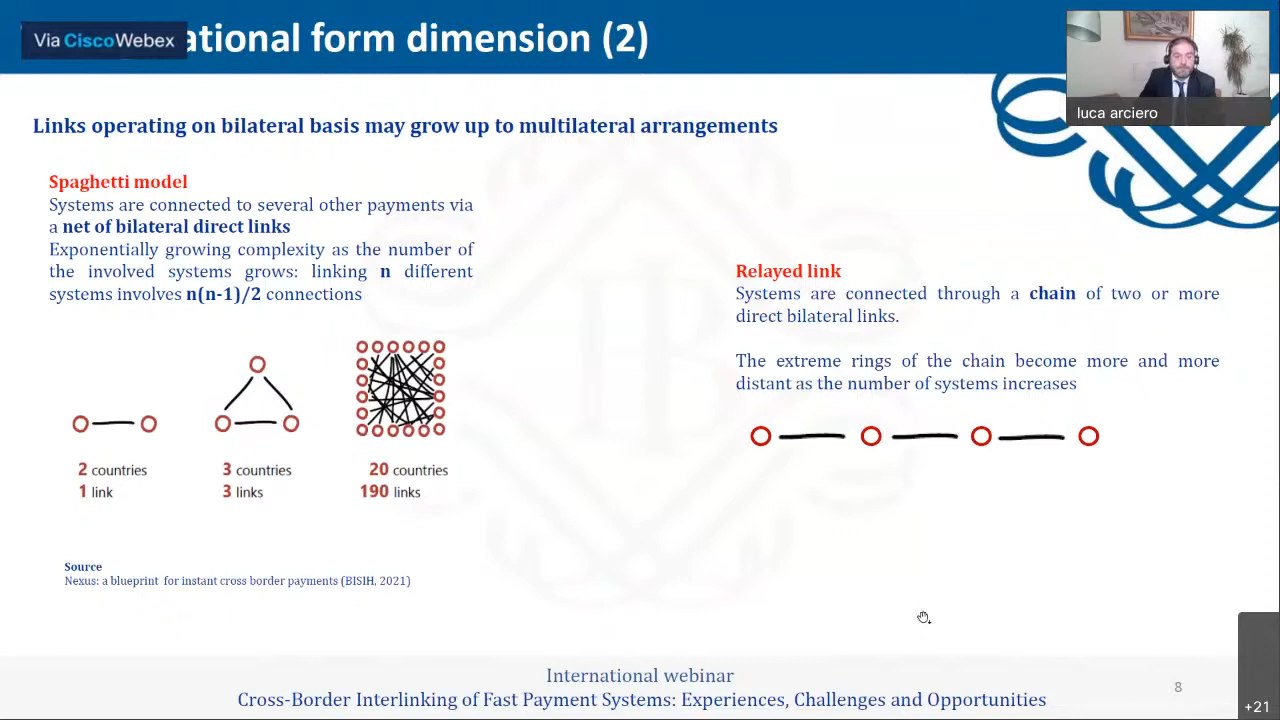 Via CiscoWebex
ational form dimension (2)
luca arciero
Links operating on bilateral basis may grow up to multilateral arrangements
Spaghetti model
Systems are connected to several other payments via
a net of bilateral direct links
Exponentially growing complexity as the number of
the involved systems grows: linking n different
systems involves n(n-1)/2 connections
2 countries
1 link
3 countries
3 links
20 countries
190 links
Source
Nexus: a blueprint for instant cross border payments (BISIH, 2021)
Relayed link
Systems are connected through a chain of two or more
direct bilateral links.
The extreme rings of the chain become more and more
distant as the number of systems increases
International webinar
Cross-Border Interlinking of Fast Payment Systems: Experiences, Challenges and Opportunities
8
+21